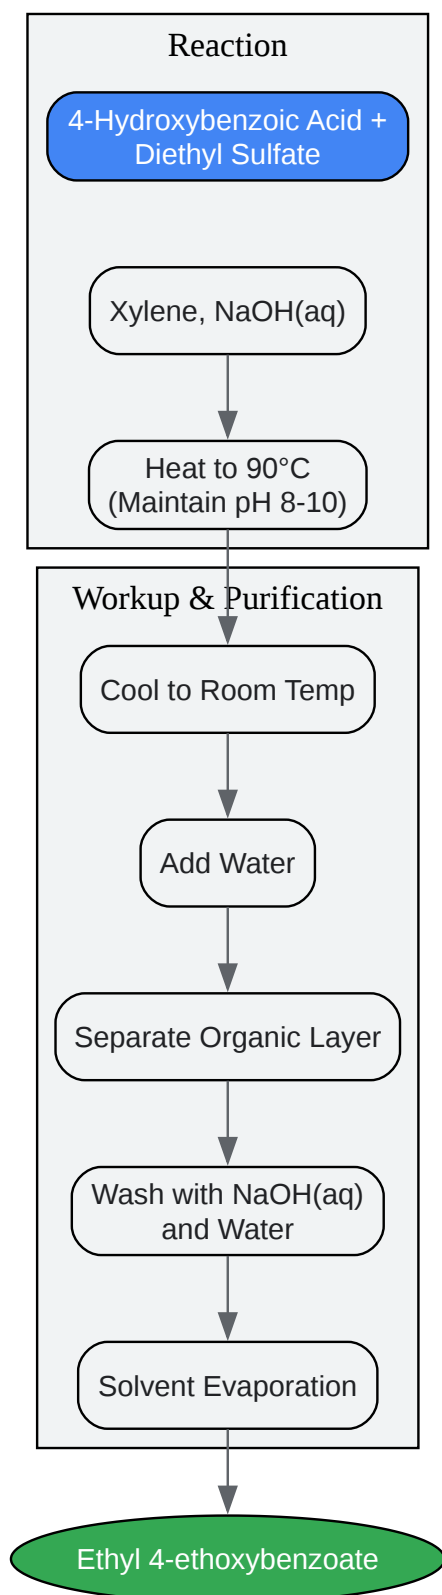 Reaction
4-Hydroxybenzoic Acid +
Diethyl Sulfate
Xylene, NaOH(aq)
Heat to 90°C
(Maintain pH 8-10)
Workup & Purification
Cool to Room Temp
Add Water
Separate Organic Layer
Wash with NaOH(aq)
and Water
Solvent Evaporation
Ethyl 4-ethoxybenzoate